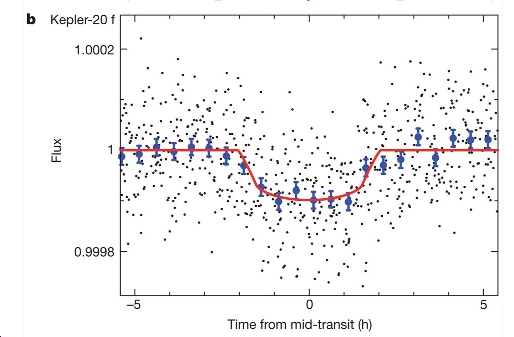 b Kepler-20 f
1.0002
1
0.9998
Flux
–5 0 5
Time from mid-transit (h)